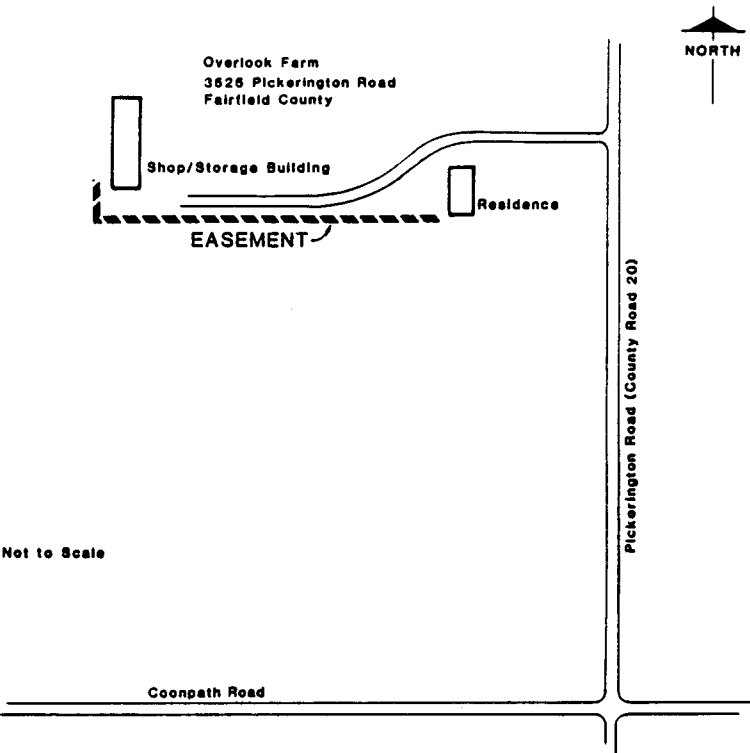 NORTH
Overlook Farm
3525 Pickerington Road
Fairfield County
Shop/Storage Building
Residence
EASEMENT
Pickerington Road (County Road 20)
Not to Scale
Coonpath Road